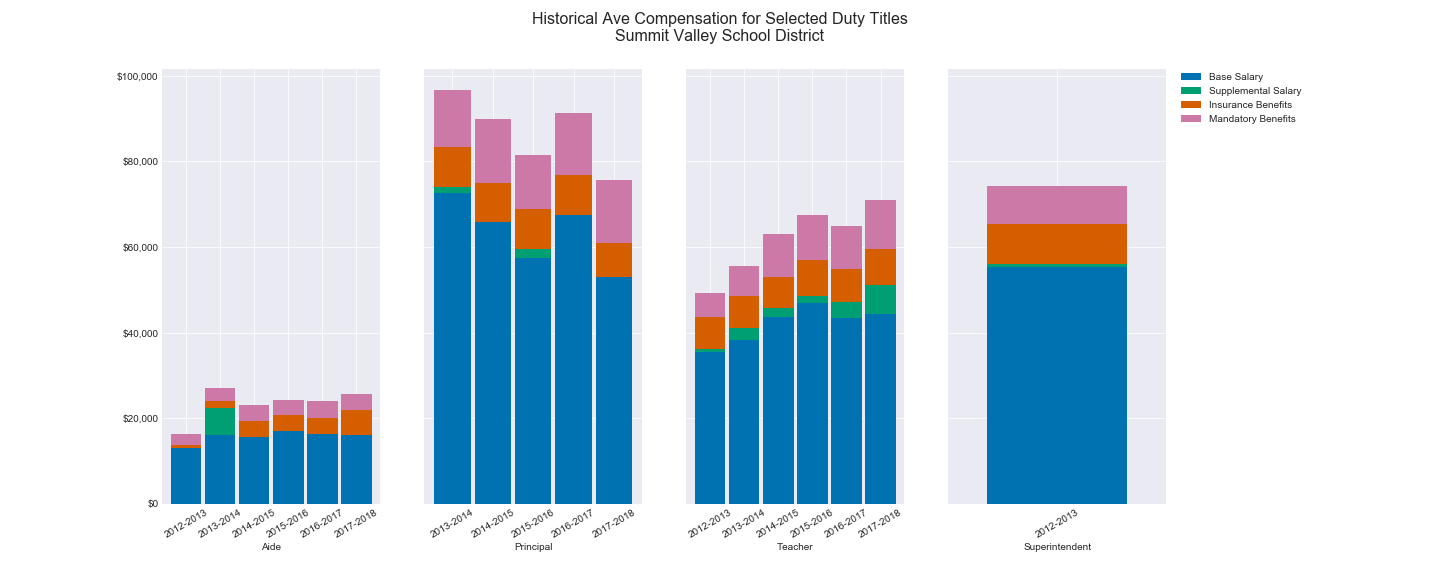 Historical Ave Compensation for Selected Duty Titles
Summit Valley School District
$100,000
$80,000
$60,000
$40,000
$20,000
$0
2012-2013
2013-2014
2014-2015
2015-2016
2016-2017
2017-2018
Aide
2013-2014
2014-2015
2015-2016
2016-2017
2017-2018
Principal
2012-2013
2013-2014
2014-2015
2015-2016
2016-2017
2017-2018
Teacher
2012-2013
Superintendent
Base Salary
Supplemental Salary
Insurance Benefits
Mandatory Benefits